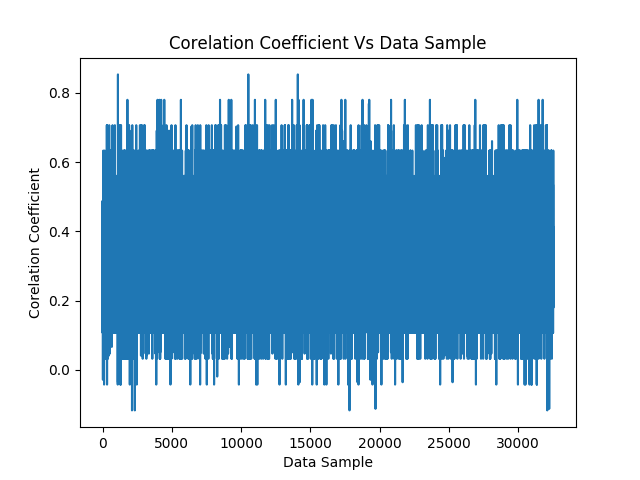 Corelation Coefficient Vs Data Sample
Corelation Coefficient
0.8
0.6
0.4
0.2
0.0
0 5000 10000 15000 20000 25000 30000
Data Sample